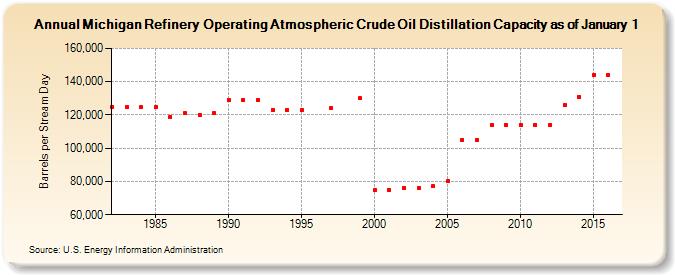 Annual Michigan Refinery Operating Atmospheric Crude Oil Distillation Capacity as of January 1
Barrels per Stream Day
160,000
140,000
120,000
100,000
80,000
60,000
1985 1990 1995 2000 2005 2010 2015
Source: U.S. Energy Information Administration